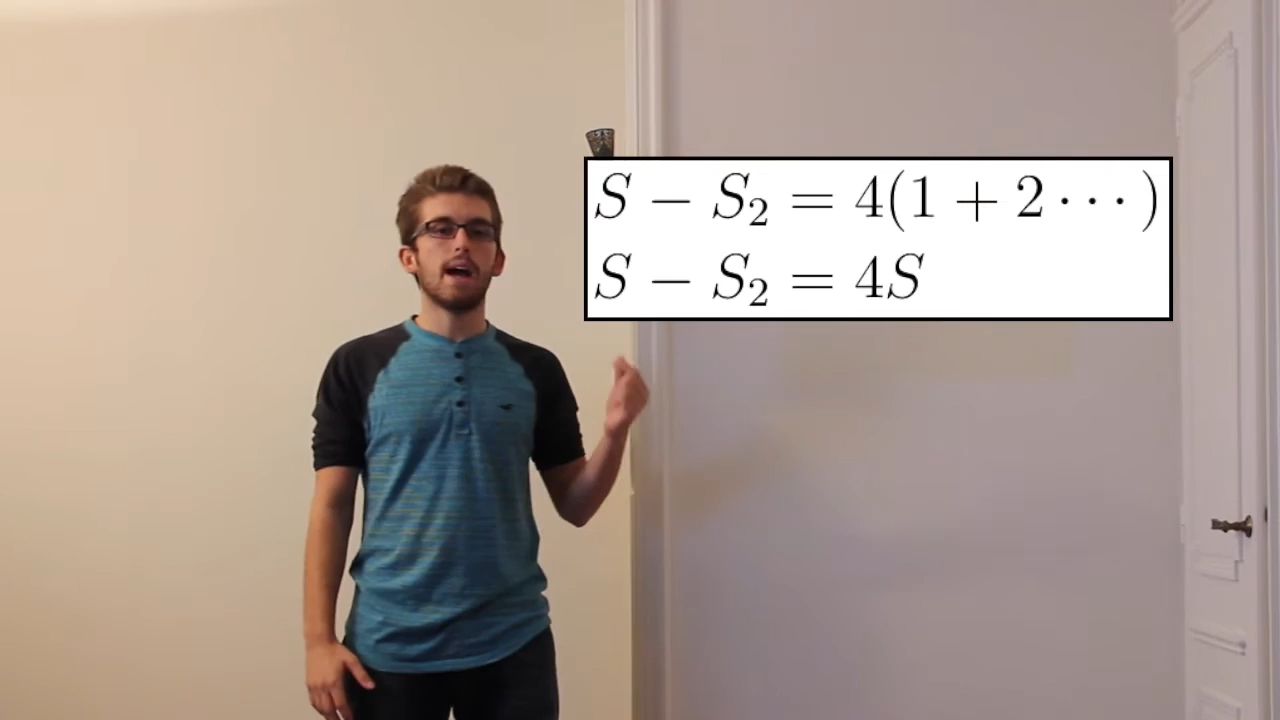 S − S₂ = 4(1 + 2 ⋯ )
S − S₂ = 4S